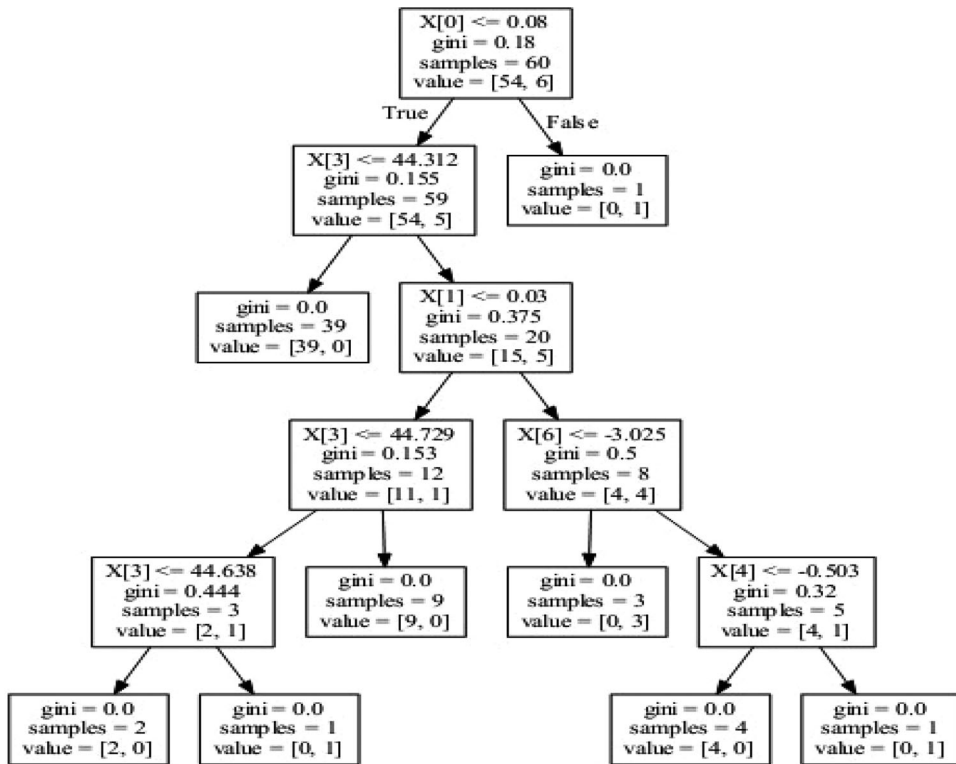 X[0] <= 0.08
gini = 0.18
samples = 60
value = [54, 6]
True
False
X[3] <= 44.312
gini = 0.155
samples = 59
value = [54, 5]
gini = 0.0
samples = 1
value = [0, 1]
gini = 0.0
samples = 39
value = [39, 0]
X[1] <= 0.03
gini = 0.375
samples = 20
value = [15, 5]
X[3] <= 44.729
gini = 0.153
samples = 12
value = [11, 1]
X[6] <= -3.025
gini = 0.5
samples = 8
value = [4, 4]
X[3] <= 44.638
gini = 0.444
samples = 3
value = [2, 1]
gini = 0.0
samples = 9
value = [9, 0]
gini = 0.0
samples = 3
value = [0, 3]
X[4] <= -0.503
gini = 0.32
samples = 5
value = [4, 1]
gini = 0.0
samples = 2
value = [2, 0]
gini = 0.0
samples = 1
value = [0, 1]
gini = 0.0
samples = 4
value = [4, 0]
gini = 0.0
samples = 1
value = [0, 1]